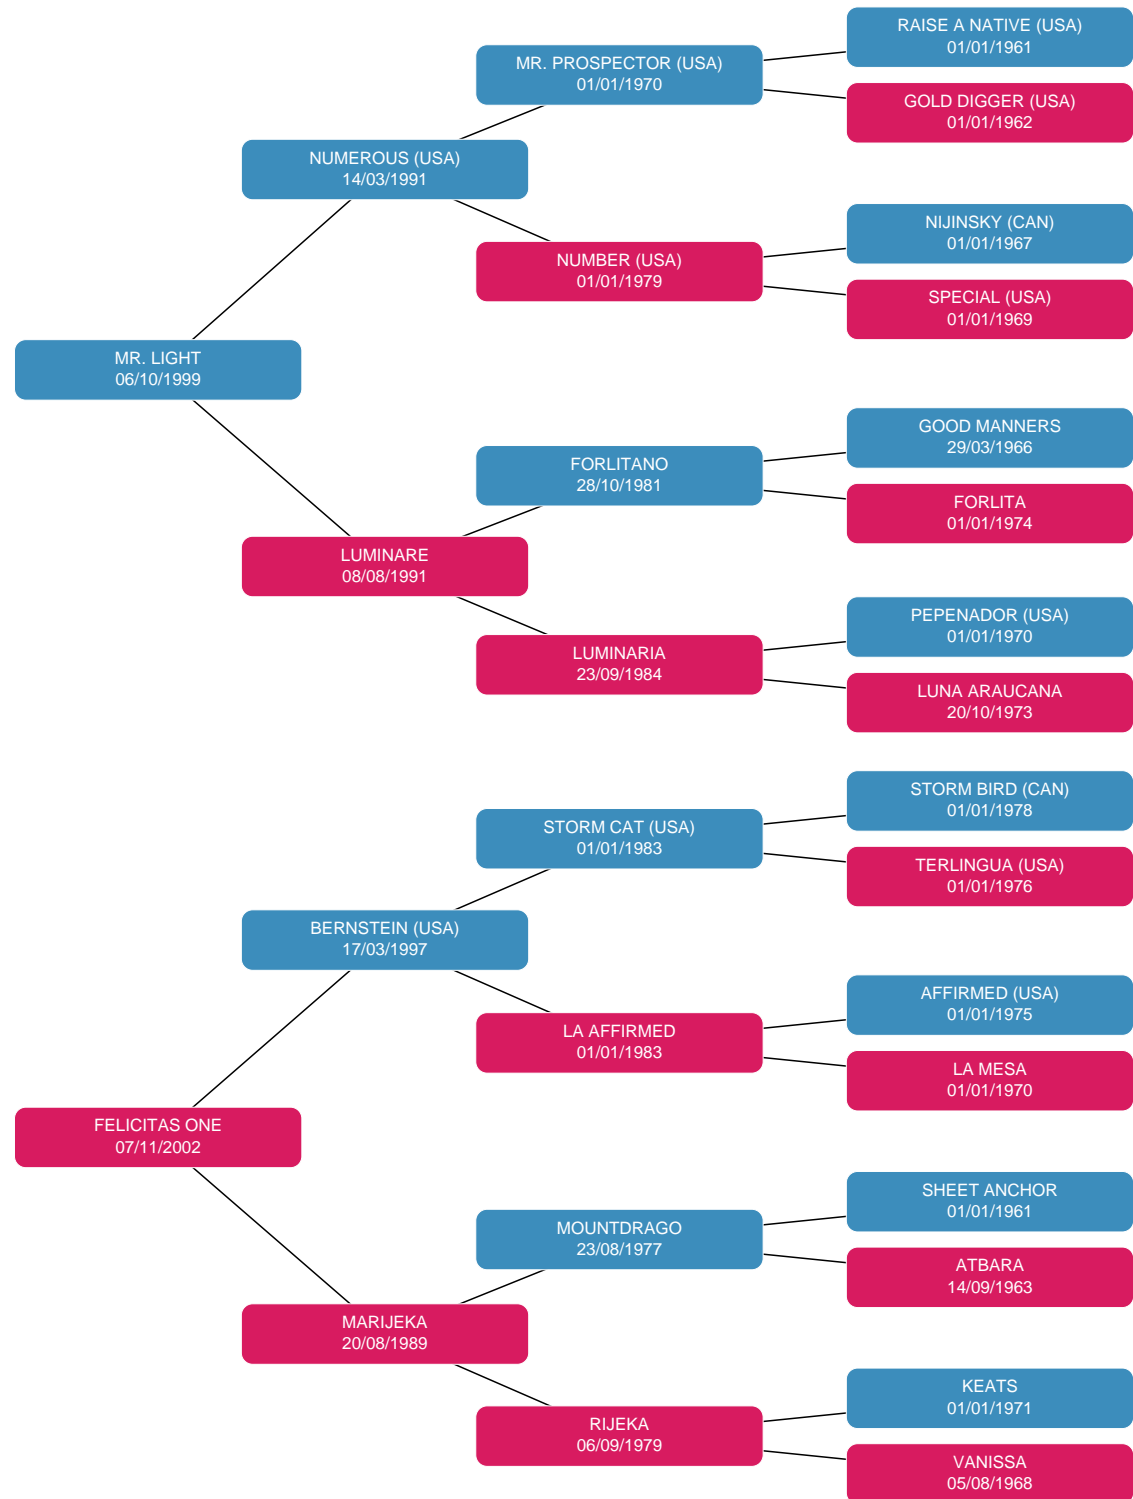 RAISE A NATIVE (USA)
01/01/1961
MR. PROSPECTOR (USA)
01/01/1970
GOLD DIGGER (USA)
01/01/1962
NUMEROUS (USA)
14/03/1991
NIJINSKY (CAN)
01/01/1967
NUMBER (USA)
01/01/1979
SPECIAL (USA)
01/01/1969
MR. LIGHT
06/10/1999
GOOD MANNERS
29/03/1966
FORLITANO
28/10/1981
FORLITA
01/01/1974
LUMINARE
08/08/1991
PEPENADOR (USA)
01/01/1970
LUMINARIA
23/09/1984
LUNA ARAUCANA
20/10/1973
STORM BIRD (CAN)
01/01/1978
STORM CAT (USA)
01/01/1983
TERLINGUA (USA)
01/01/1976
BERNSTEIN (USA)
17/03/1997
AFFIRMED (USA)
01/01/1975
LA AFFIRMED
01/01/1983
LA MESA
01/01/1970
FELICITAS ONE
07/11/2002
SHEET ANCHOR
01/01/1961
MOUNTDRAGO
23/08/1977
ATBARA
14/09/1963
MARIJEKA
20/08/1989
KEATS
01/01/1971
RIJEKA
06/09/1979
VANISSA
05/08/1968